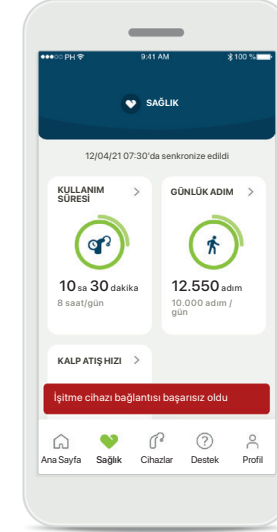 PH 9:41 AM 100 %
SAĞLIK
12/04/21 07:30'da senkronize edildi
KULLANIM SÜRESİ
10 sa 30 dakika
8 saat/gün
GÜNLÜK ADIM
12.550 adım
10.000 adım /
gün
KALP ATIŞ HIZI
İşitme cihazı bağlantısı başarısız oldu
Ana Sayfa Sağlık Cihazlar Destek Profil